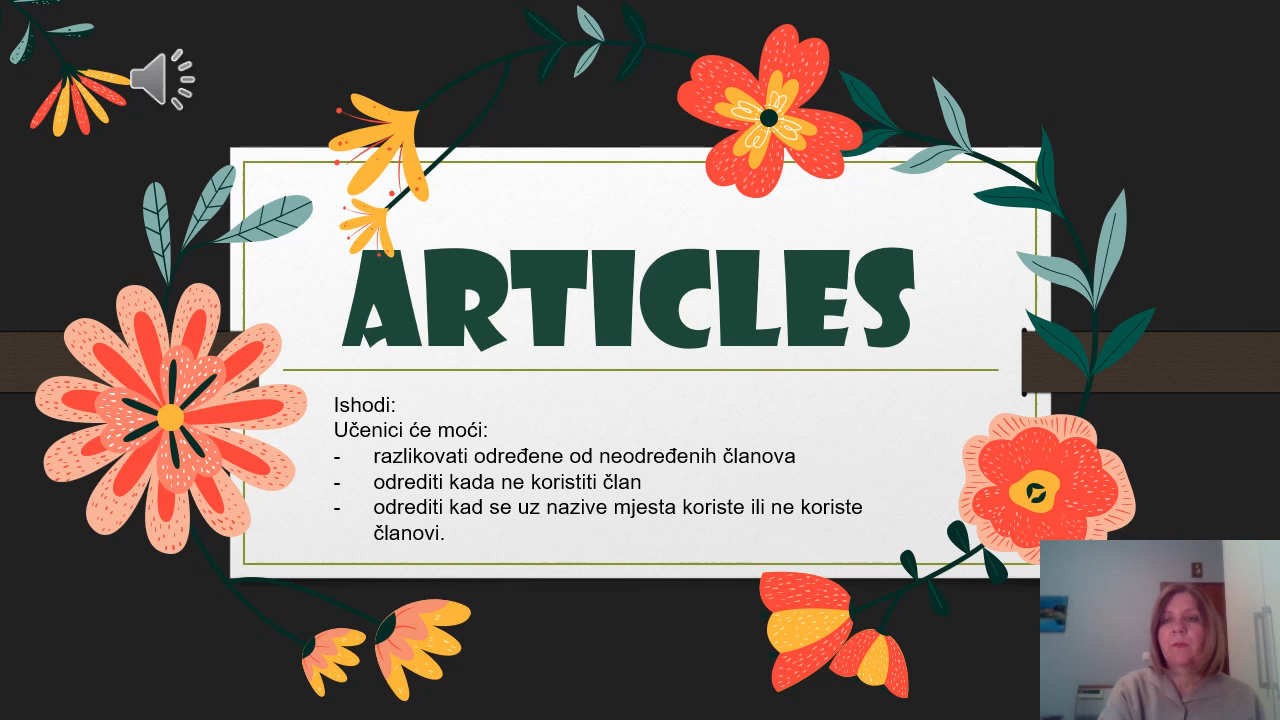 ARTICLES
Ishodi:
Učenici će moći:
- razlikovati određene od neodređenih članova
- odrediti kada ne koristiti član
- odrediti kad se uz nazive mjesta koriste ili ne koriste
članovi.